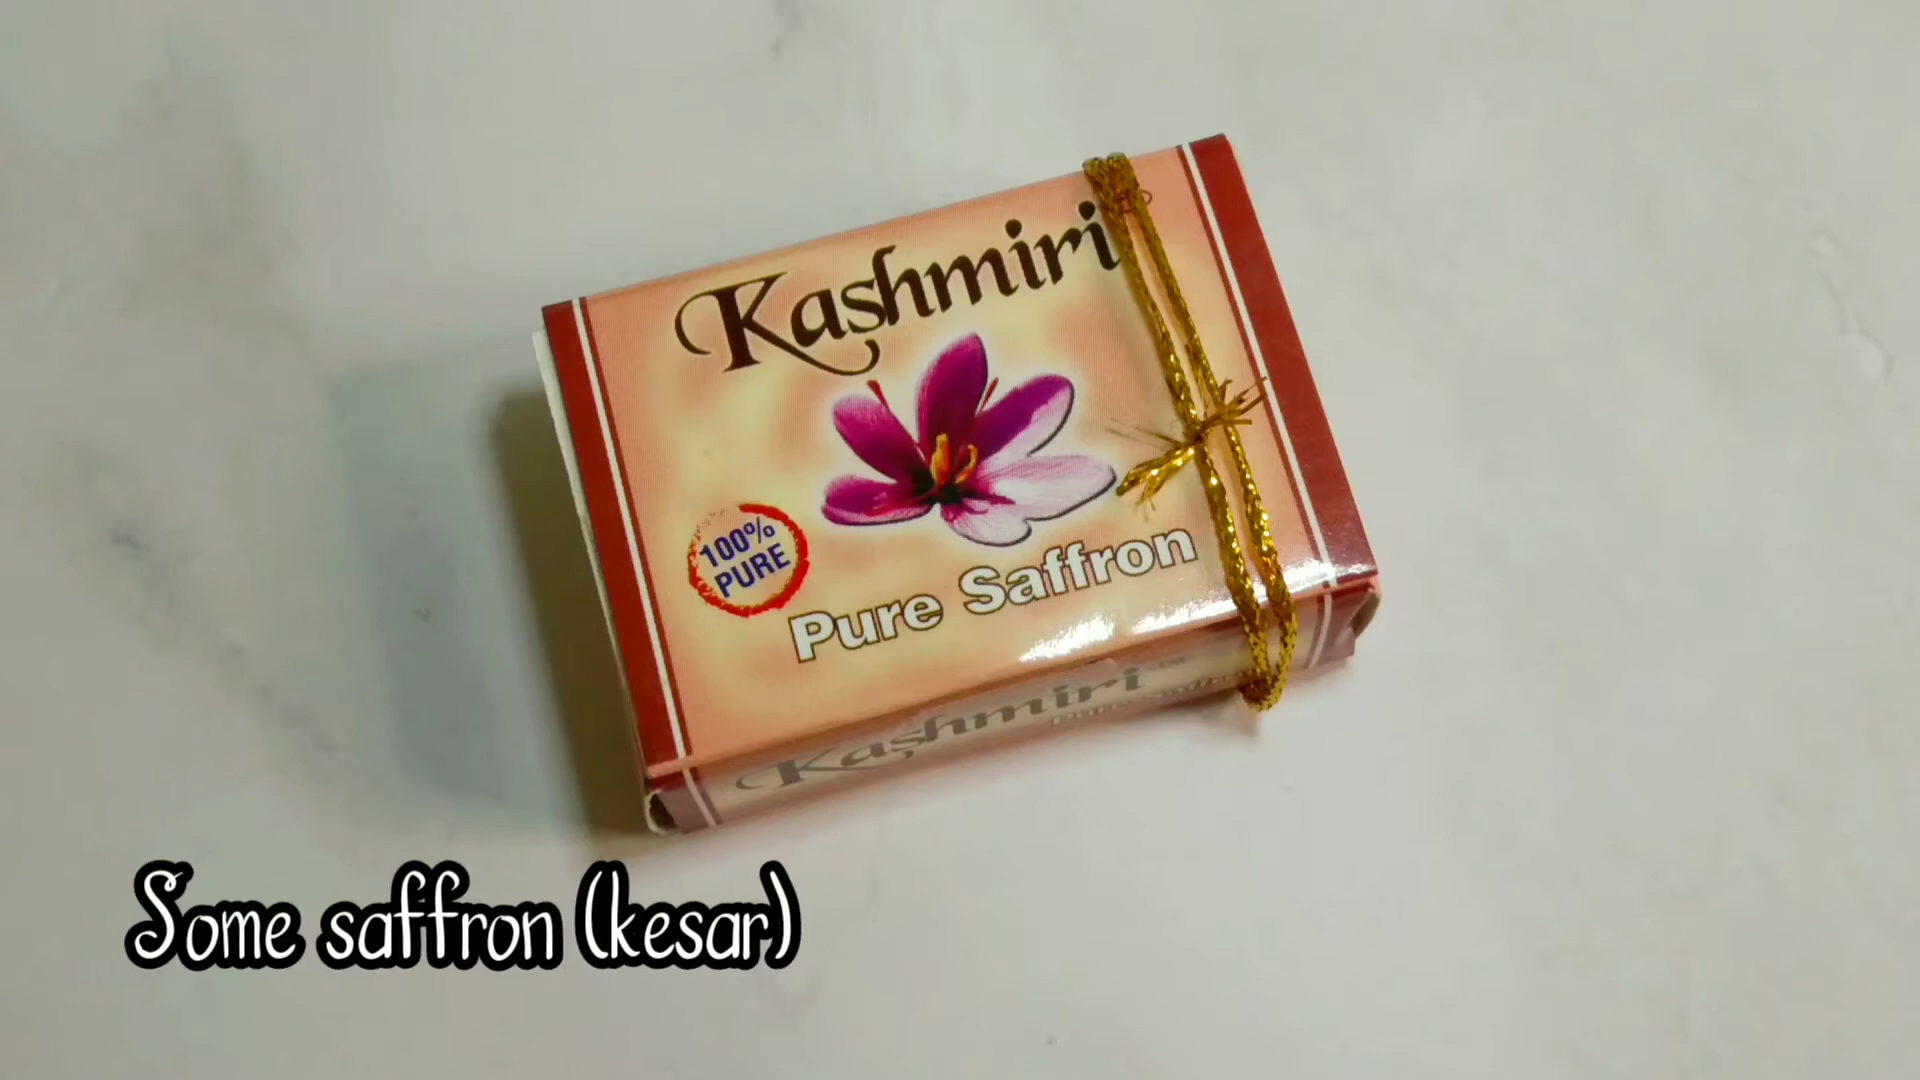 Kashmiri
100%
PURE
Pure Saffron
Kashmiri
Some saffron (kesar)